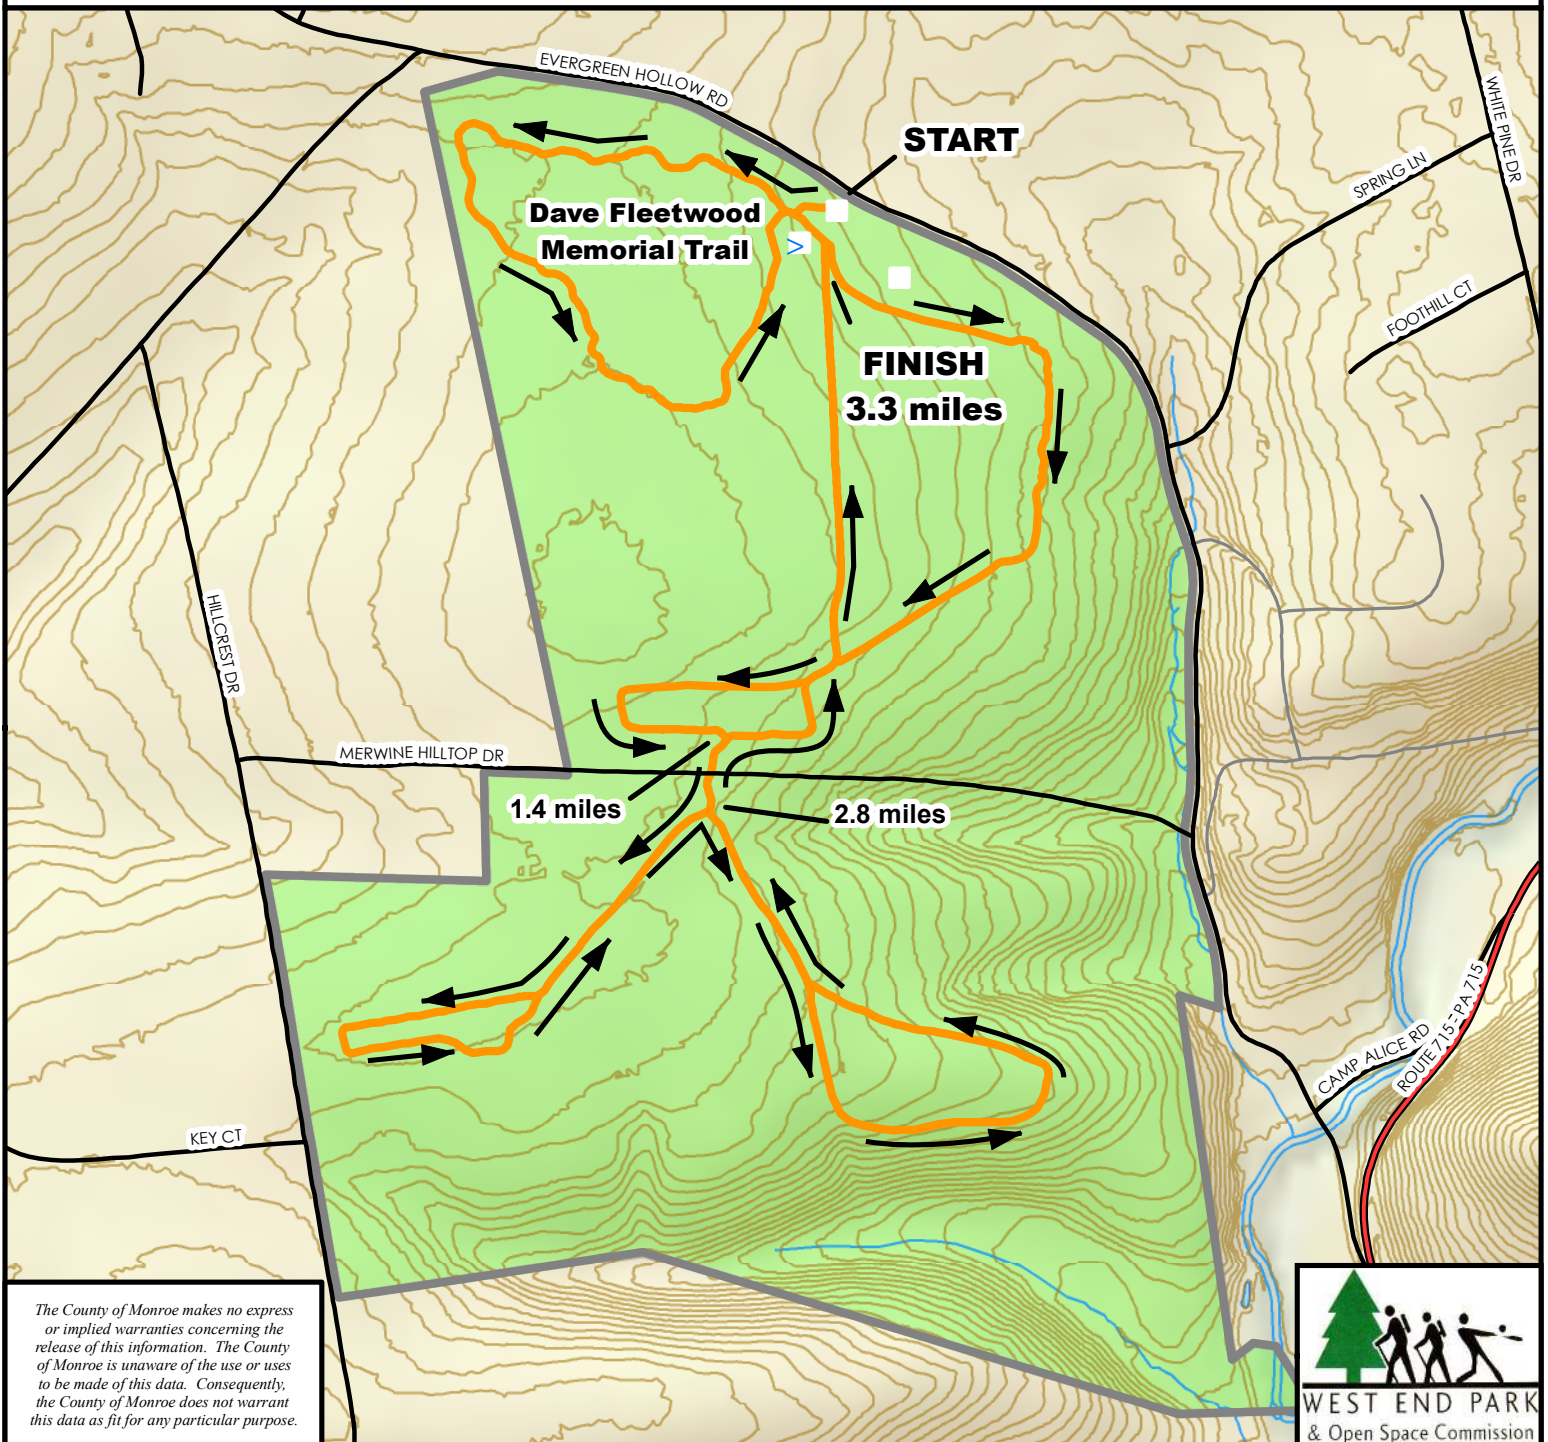 EVERGREEN HOLLOW RD
START
WHITE PINE DR
SPRING LN
Dave Fleetwood
Memorial Trail
>
FOOTHILL CT
FINISH
3.3 miles
HILLCREST DR
MERWINE HILLTOP DR
1.4 miles
2.8 miles
CAMP ALICE RD
ROUTE 715 - PA 715
KEY CT
The County of Monroe makes no express
or implied warranties concerning the
release of this information. The County
of Monroe is unaware of the use or uses
to be made of this data. Consequently,
the County of Monroe does not warrant
this data as fit for any particular purpose.
WEST END PARK
& Open Space Commission